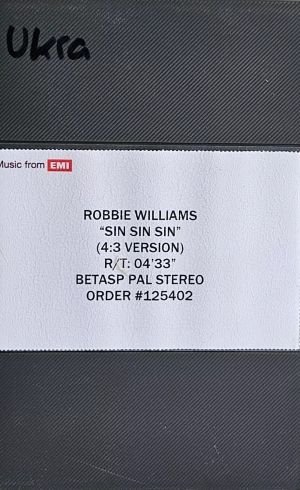 Ukra
Music from EMI
ROBBIE WILLIAMS
“SIN SIN SIN”
(4:3 VERSION)
R/T: 04’33”
BETASP PAL STEREO
ORDER #125402